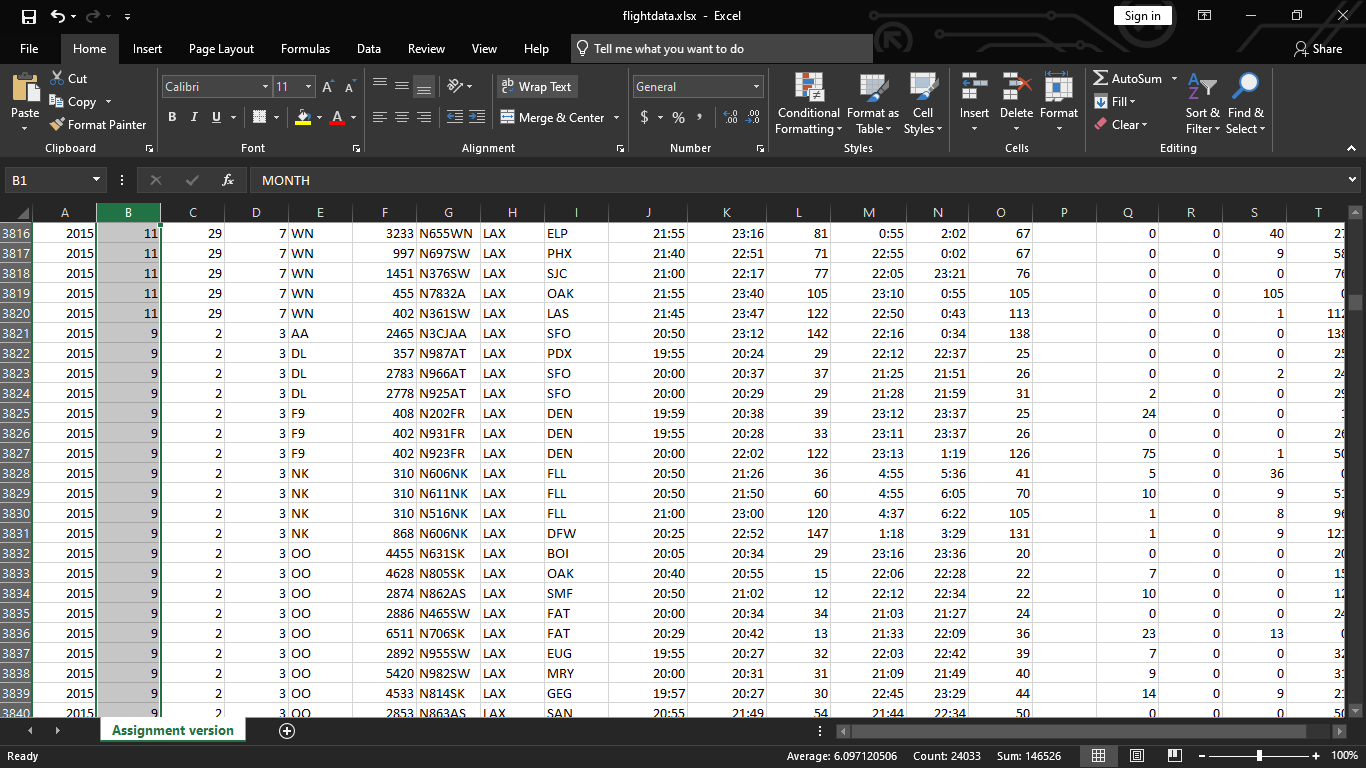 flightdata.xlsx - Excel
Sign in
File Home Insert Page Layout Formulas Data Review View Help Tell me what you want to do Share
Paste Cut Copy Format Painter Clipboard
Calibri 11 B I U A Font
Wrap Text Merge & Center Alignment
General $ % Number
Conditional Formatting Format as Table Cell Styles Styles
Insert Delete Format Cells
AutoSum Fill Clear Sort & Filter Find & Select Editing
B1 fx MONTH
A B C D E F G H I J K L M N O P Q R S T
3816 2015 11 29 7 WN 3233 N655WN LAX ELP 21:55 23:16 81 0:55 2:02 67 0 0 40
3817 2015 11 29 7 WN 997 N697SW LAX PHX 21:40 22:51 71 22:55 0:02 67 0 0 9
3818 2015 11 29 7 WN 1451 N376SW LAX SJC 21:00 22:17 77 22:05 23:21 76 0 0 0
3819 2015 11 29 7 WN 455 N7832A LAX OAK 21:55 23:40 105 23:10 0:55 105 0 0 105
3820 2015 11 29 7 WN 402 N361SW LAX LAS 21:45 23:47 122 22:50 0:43 113 0 0 1
3821 2015 9 2 3 AA 2465 N3CJAA LAX SFO 20:50 23:12 142 22:16 0:34 138 0 0 0
3822 2015 9 2 3 DL 357 N987AT LAX PDX 19:55 20:24 29 22:12 22:37 25 0 0 0
3823 2015 9 2 3 DL 2783 N966AT LAX SFO 20:00 20:37 37 21:25 21:51 26 0 0 2
3824 2015 9 2 3 DL 2778 N925AT LAX SFO 20:00 20:29 29 21:28 21:59 31 2 0 0
3825 2015 9 2 3 F9 408 N202FR LAX DEN 19:59 20:38 39 23:12 23:37 25 24 0 0
3826 2015 9 2 3 F9 402 N931FR LAX DEN 19:55 20:28 33 23:11 23:37 26 0 0 0
3827 2015 9 2 3 F9 402 N923FR LAX DEN 20:00 22:02 122 23:13 1:19 126 75 0 1
3828 2015 9 2 3 NK 310 N606NK LAX FLL 20:50 21:26 36 4:55 5:36 41 5 0 36
3829 2015 9 2 3 NK 310 N611NK LAX FLL 20:50 21:50 60 4:55 6:05 70 10 0 9
3830 2015 9 2 3 NK 310 N516NK LAX FLL 21:00 23:00 120 4:37 6:22 105 1 0 8
3831 2015 9 2 3 NK 868 N606NK LAX DFW 20:25 22:52 147 1:18 3:29 131 1 0 9
3832 2015 9 2 3 OO 4455 N631SK LAX BOI 20:05 20:34 29 23:16 23:36 20 0 0 0
3833 2015 9 2 3 OO 4628 N805SK LAX OAK 20:40 20:55 15 22:06 22:28 22 7 0 0
3834 2015 9 2 3 OO 2874 N862AS LAX SMF 20:50 21:02 12 22:12 22:34 22 10 0 0
3835 2015 9 2 3 OO 2886 N465SW LAX FAT 20:00 20:34 34 21:03 21:27 24 0 0 0
3836 2015 9 2 3 OO 6511 N706SK LAX FAT 20:29 20:42 13 21:33 22:09 36 23 0 13
3837 2015 9 2 3 OO 2892 N955SW LAX EUG 19:55 20:27 32 22:03 22:42 39 7 0 0
3838 2015 9 2 3 OO 5420 N982SW LAX MRY 20:00 20:31 31 21:09 21:49 40 9 0 0
3839 2015 9 2 3 OO 4533 N814SK LAX GEG 19:57 20:27 30 22:45 23:29 44 14 0 9
3840 2015 9 2 3 OO 2853 N863AS LAX SAN 20:55 21:49 54 21:44 22:34 50 0 0 0
Assignment version
Ready Average: 6.097120506 Count: 24033 Sum: 146526 100%